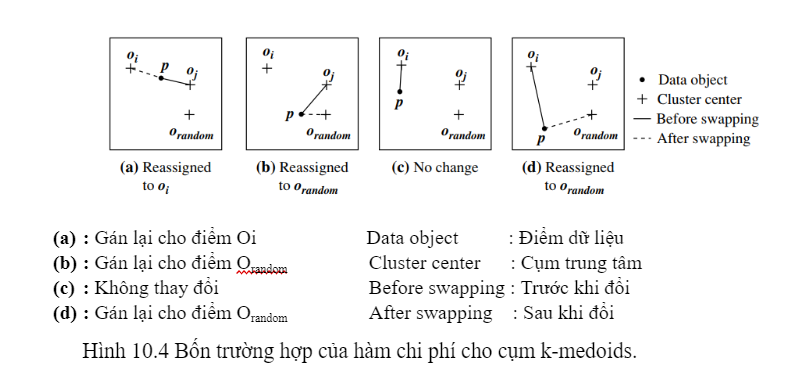 oi p oj orandom
(a) Reassigned
to oi
oi oj p orandom
(b) Reassigned
to orandom
oi oj p orandom
(c) No change
oi oj p orandom
(d) Reassigned
to orandom
Data object
Cluster center
Before swapping
After swapping
(a) : Gán lại cho điểm Oi Data object : Điểm dữ liệu
(b) : Gán lại cho điểm Orandom Cluster center : Cụm trung tâm
(c) : Không thay đổi Before swapping : Trước khi đổi
(d) : Gán lại cho điểm Orandom After swapping : Sau khi đổi
Hình 10.4 Bốn trường hợp của hàm chi phí cho cụm k-medoids.